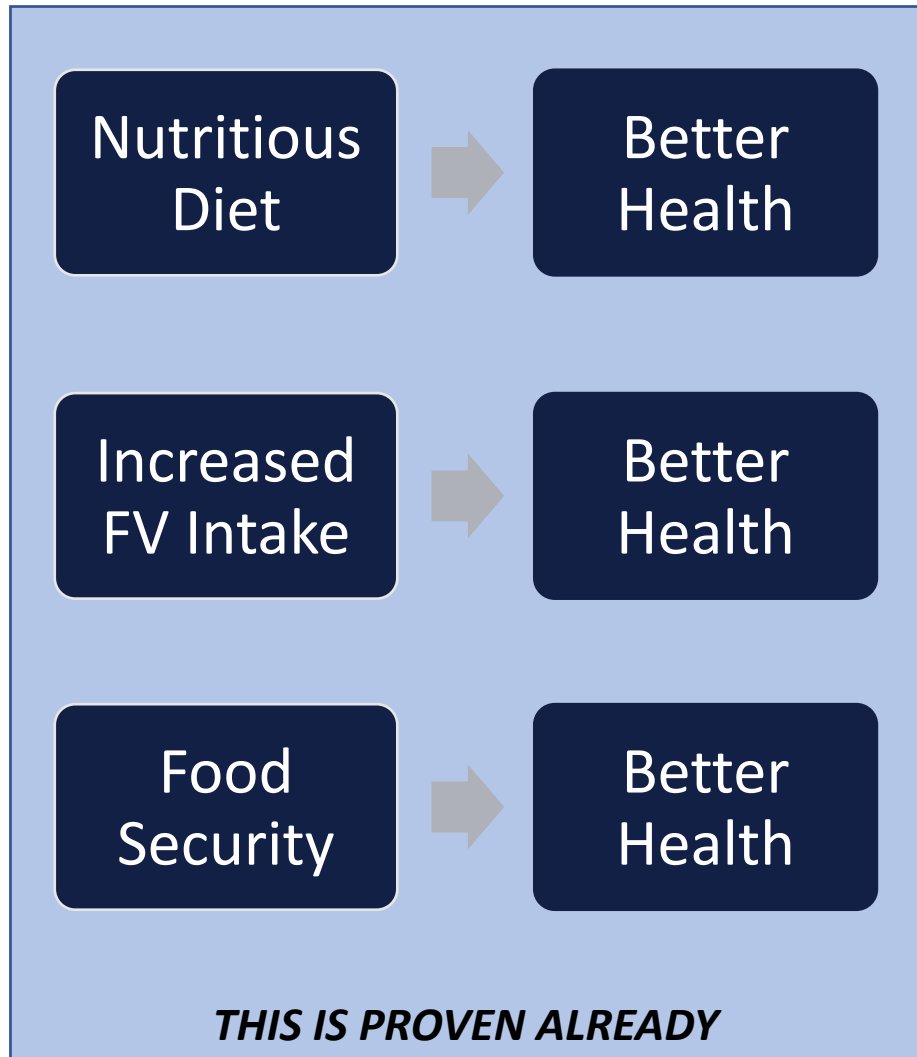 Nutritious
Diet
Better
Health
Increased
FV Intake
Better
Health
Food
Security
Better
Health
THIS IS PROVEN ALREADY